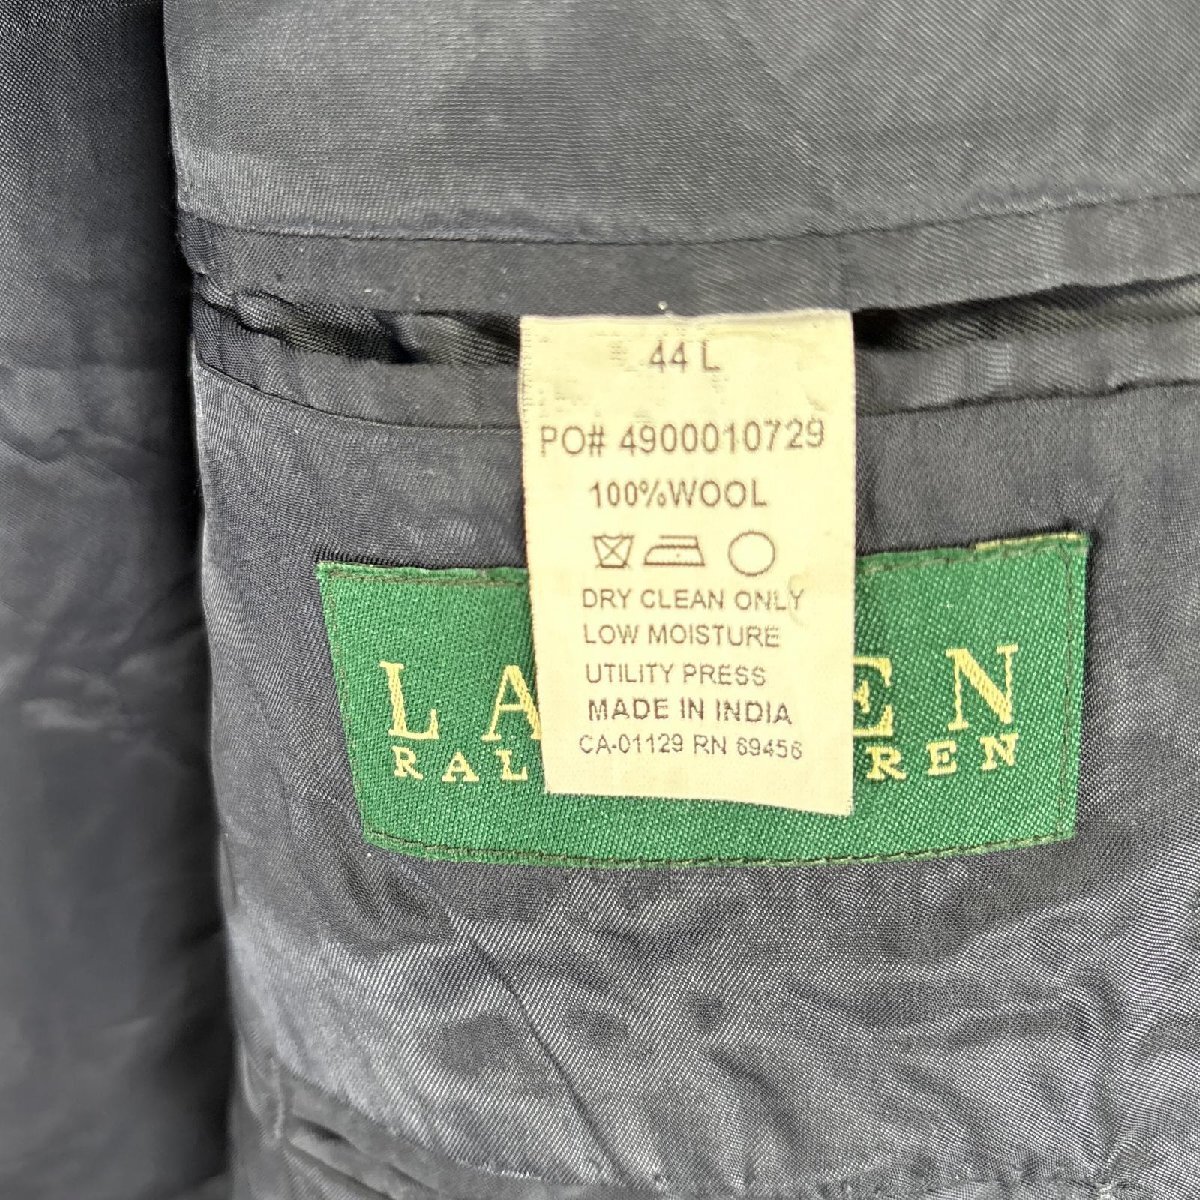 44 L
PO# 4900010729
100%WOOL
DRY CLEAN ONLY
LOW MOISTURE
UTILITY PRESS
MADE IN INDIA
CA-01129 RN 69456
LA EN
RAL REN